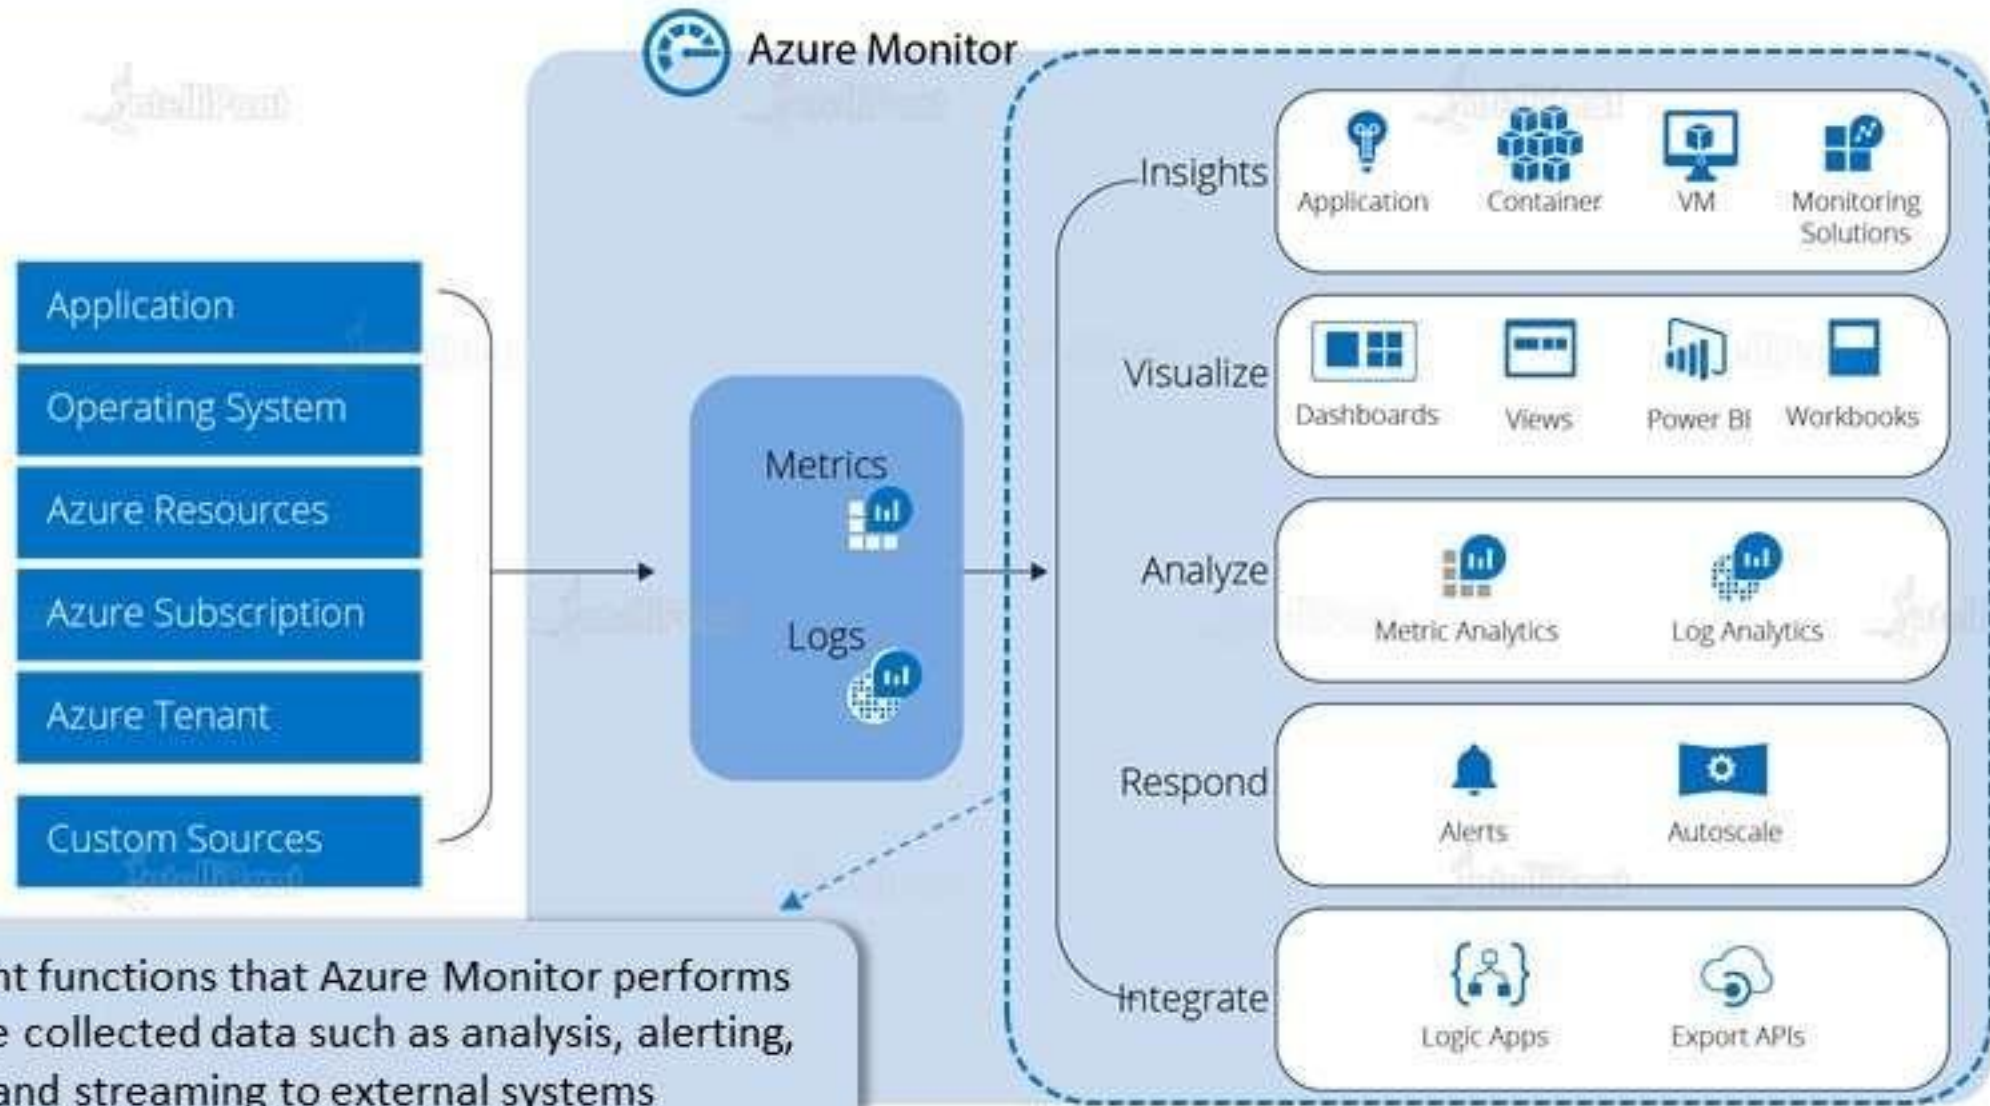 Azure Monitor
Application
Operating System
Azure Resources
Azure Subscription
Azure Tenant
Custom Sources
Metrics
Logs
Insights
Application
Container
VM
Monitoring
Solutions
Visualize
Dashboards
Views
Power BI
Workbooks
Analyze
Metric Analytics
Log Analytics
Respond
Alerts
Autoscale
Integrate
Logic Apps
Export APIs
functions that Azure Monitor performs
collected data such as analysis, alerting,
and streaming to external systems